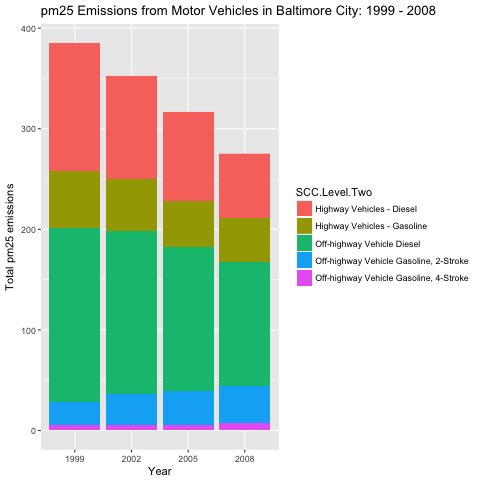 pm25 Emissions from Motor Vehicles in Baltimore City: 1999 - 2008
400
300
200
100
0
Total pm25 emissions
1999 2002 2005 2008
Year
SCC.Level.Two
Highway Vehicles - Diesel
Highway Vehicles - Gasoline
Off-highway Vehicle Diesel
Off-highway Vehicle Gasoline, 2-Stroke
Off-highway Vehicle Gasoline, 4-Stroke